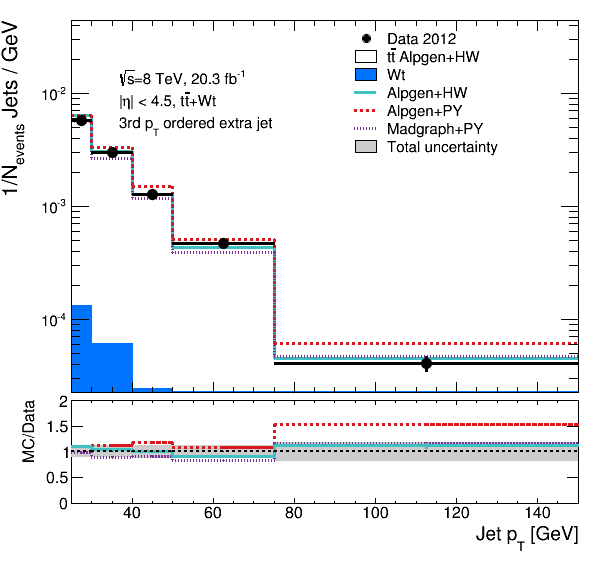 1/N_events Jets / GeV
10⁻²
10⁻³
10⁻⁴
√s=8 TeV, 20.3 fb⁻¹
|η| < 4.5, tt̄+Wt
3rd p_T ordered extra jet
Data 2012
tt̄ Alpgen+HW
Wt
Alpgen+HW
Alpgen+PY
Madgraph+PY
Total uncertainty
MC/Data
2
1.5
1
0.5
0
40 60 80 100 120 140
Jet p_T [GeV]